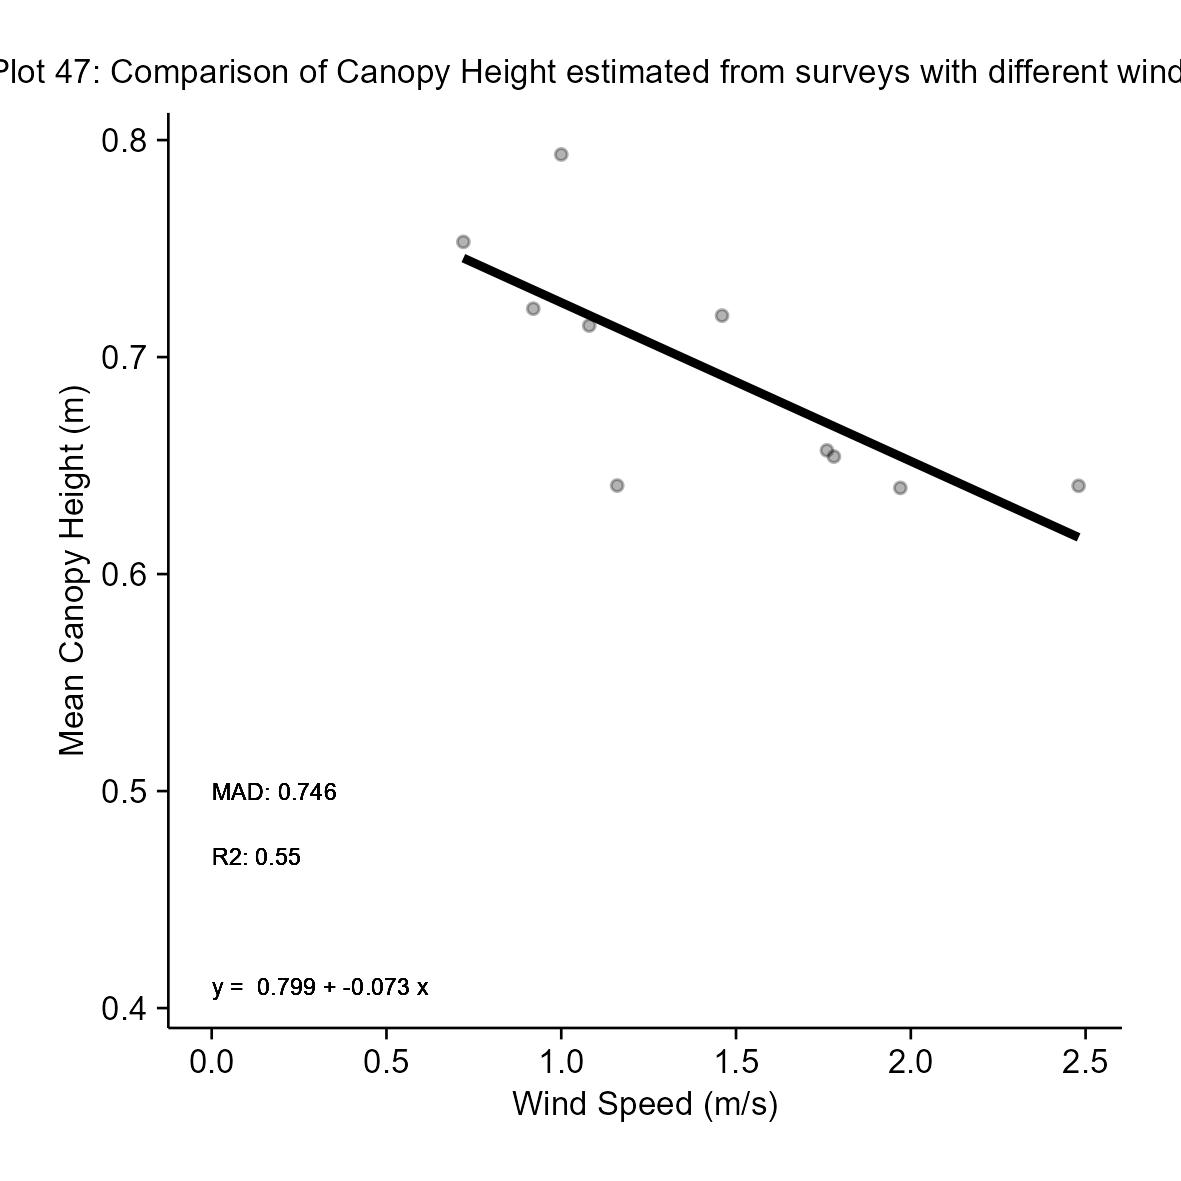 Plot 47: Comparison of Canopy Height estimated from surveys with different wind
0.8
0.7
0.6
0.5
0.4
Mean Canopy Height (m)
MAD: 0.746
R2: 0.55
y = 0.799 + -0.073 x
0.0 0.5 1.0 1.5 2.0 2.5
Wind Speed (m/s)